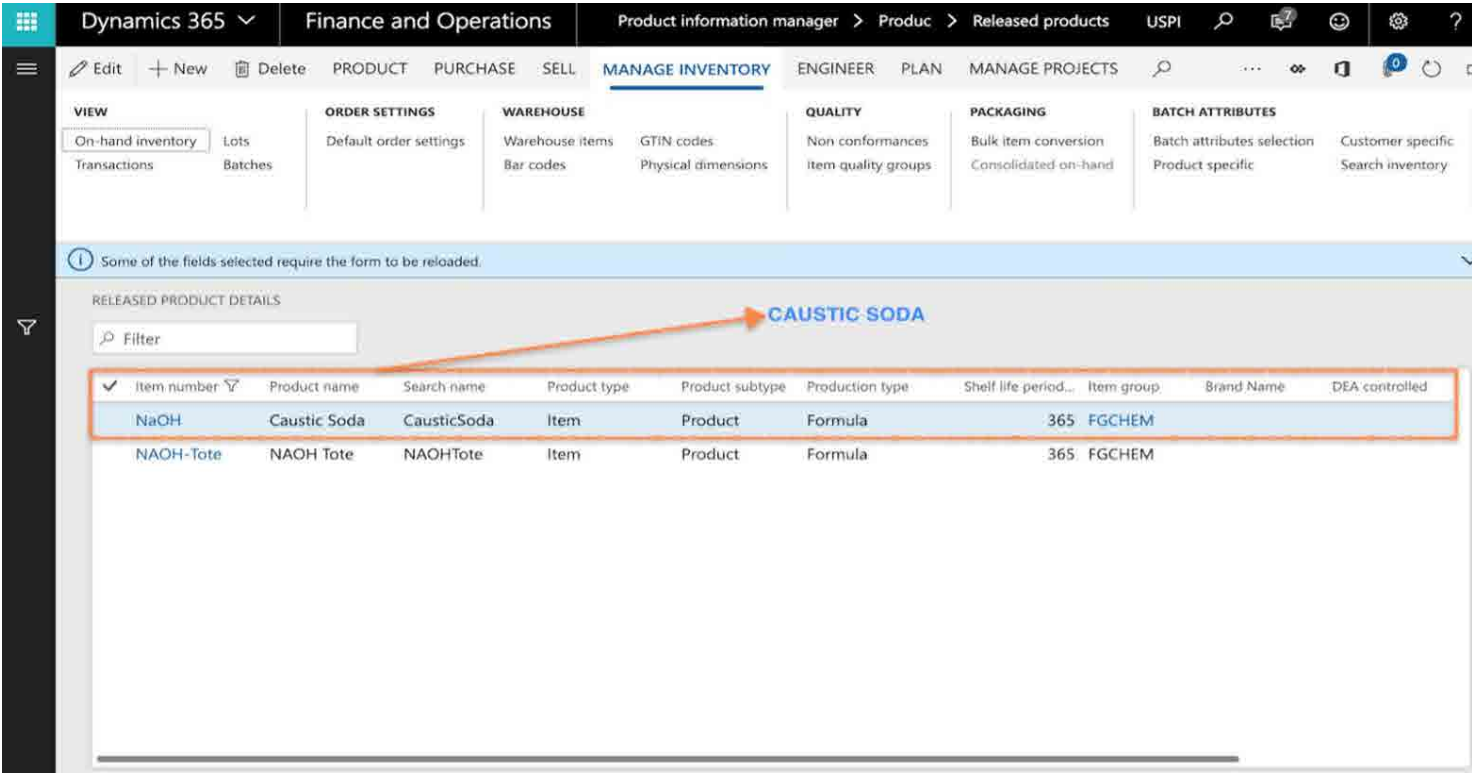 Dynamics 365 Finance and Operations Product information manager > Produc > Released products USPI 7 ?
Edit New Delete PRODUCT PURCHASE SELL MANAGE INVENTORY ENGINEER PLAN MANAGE PROJECTS ... 0
VIEW ORDER SETTINGS WAREHOUSE QUALITY PACKAGING BATCH ATTRIBUTES
On-hand inventory Lots Default order settings Warehouse items GTIN codes Non conformances Bulk item conversion Batch attributes selection Customer specific
Transactions Batches Bar codes Physical dimensions Item quality groups Consolidated on-hand Product specific Search inventory
Some of the fields selected require the form to be reloaded.
RELEASED PRODUCT DETAILS
CAUSTIC SODA
Filter
Item number Product name Search name Product type Product subtype Production type Shelf life period... Item group Brand Name DEA controlled
NaOH Caustic Soda CausticSoda Item Product Formula 365 FGCHEM
NAOH-Tote NAOH Tote NAOHTote Item Product Formula 365 FGCHEM